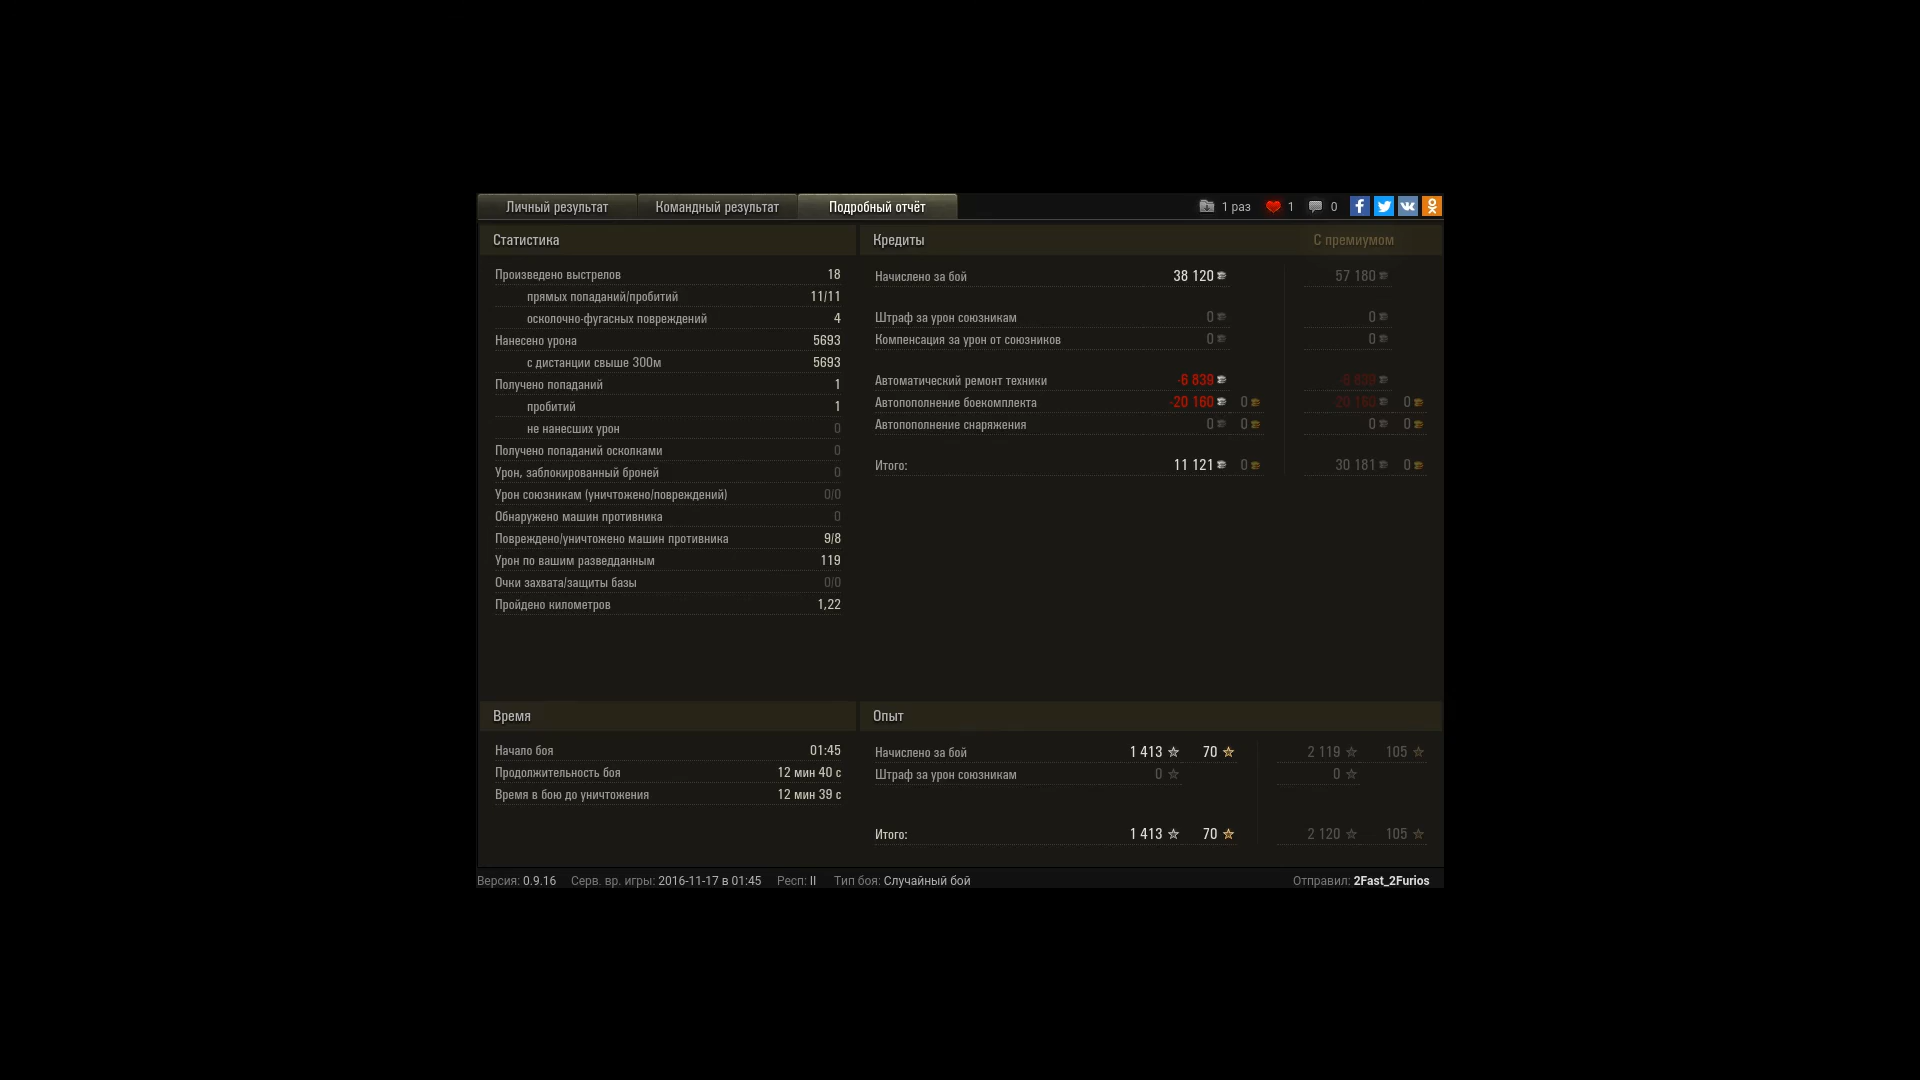 Личный результат Командный результат Подробный отчёт 1 раз 1 0
Статистика
Произведено выстрелов 18
прямых попаданий/пробитий 11/11
осколочно-фугасных повреждений 4
Нанесено урона 5693
с дистанции свыше 300м 5693
Получено попаданий 1
пробитий 1
не нанесших урон 0
Получено попаданий осколками 0
Урон, заблокированный броней 0
Урон союзникам (уничтожено/повреждений) 0/0
Обнаружено машин противника 0
Повреждено/уничтожено машин противника 9/8
Урон по вашим разведданным 119
Очки захвата/защиты базы 0/0
Пройдено километров 1,22
Кредиты С премиумом
Начислено за бой 38 120 57 180
Штраф за урон союзникам 0 0
Компенсация за урон от союзников 0 0
Автоматический ремонт техники -6 839 -6 839
Автопополнение боекомплекта -20 160 0 -20 160 0
Автопополнение снаряжения 0 0 0 0
Итого: 11 121 0 30 181 0
Время
Начало боя 01:45
Продолжительность боя 12 мин 40 с
Время в бою до уничтожения 12 мин 39 с
Опыт
Начислено за бой 1 413 70 2 119 105
Штраф за урон союзникам 0 0
Итого: 1 413 70 2 120 105
Версия: 0.9.16 Серв. вр. игры: 2016-11-17 в 01:45 Респ: II Тип боя: Случайный бой Отправил: 2Fast_2Furios